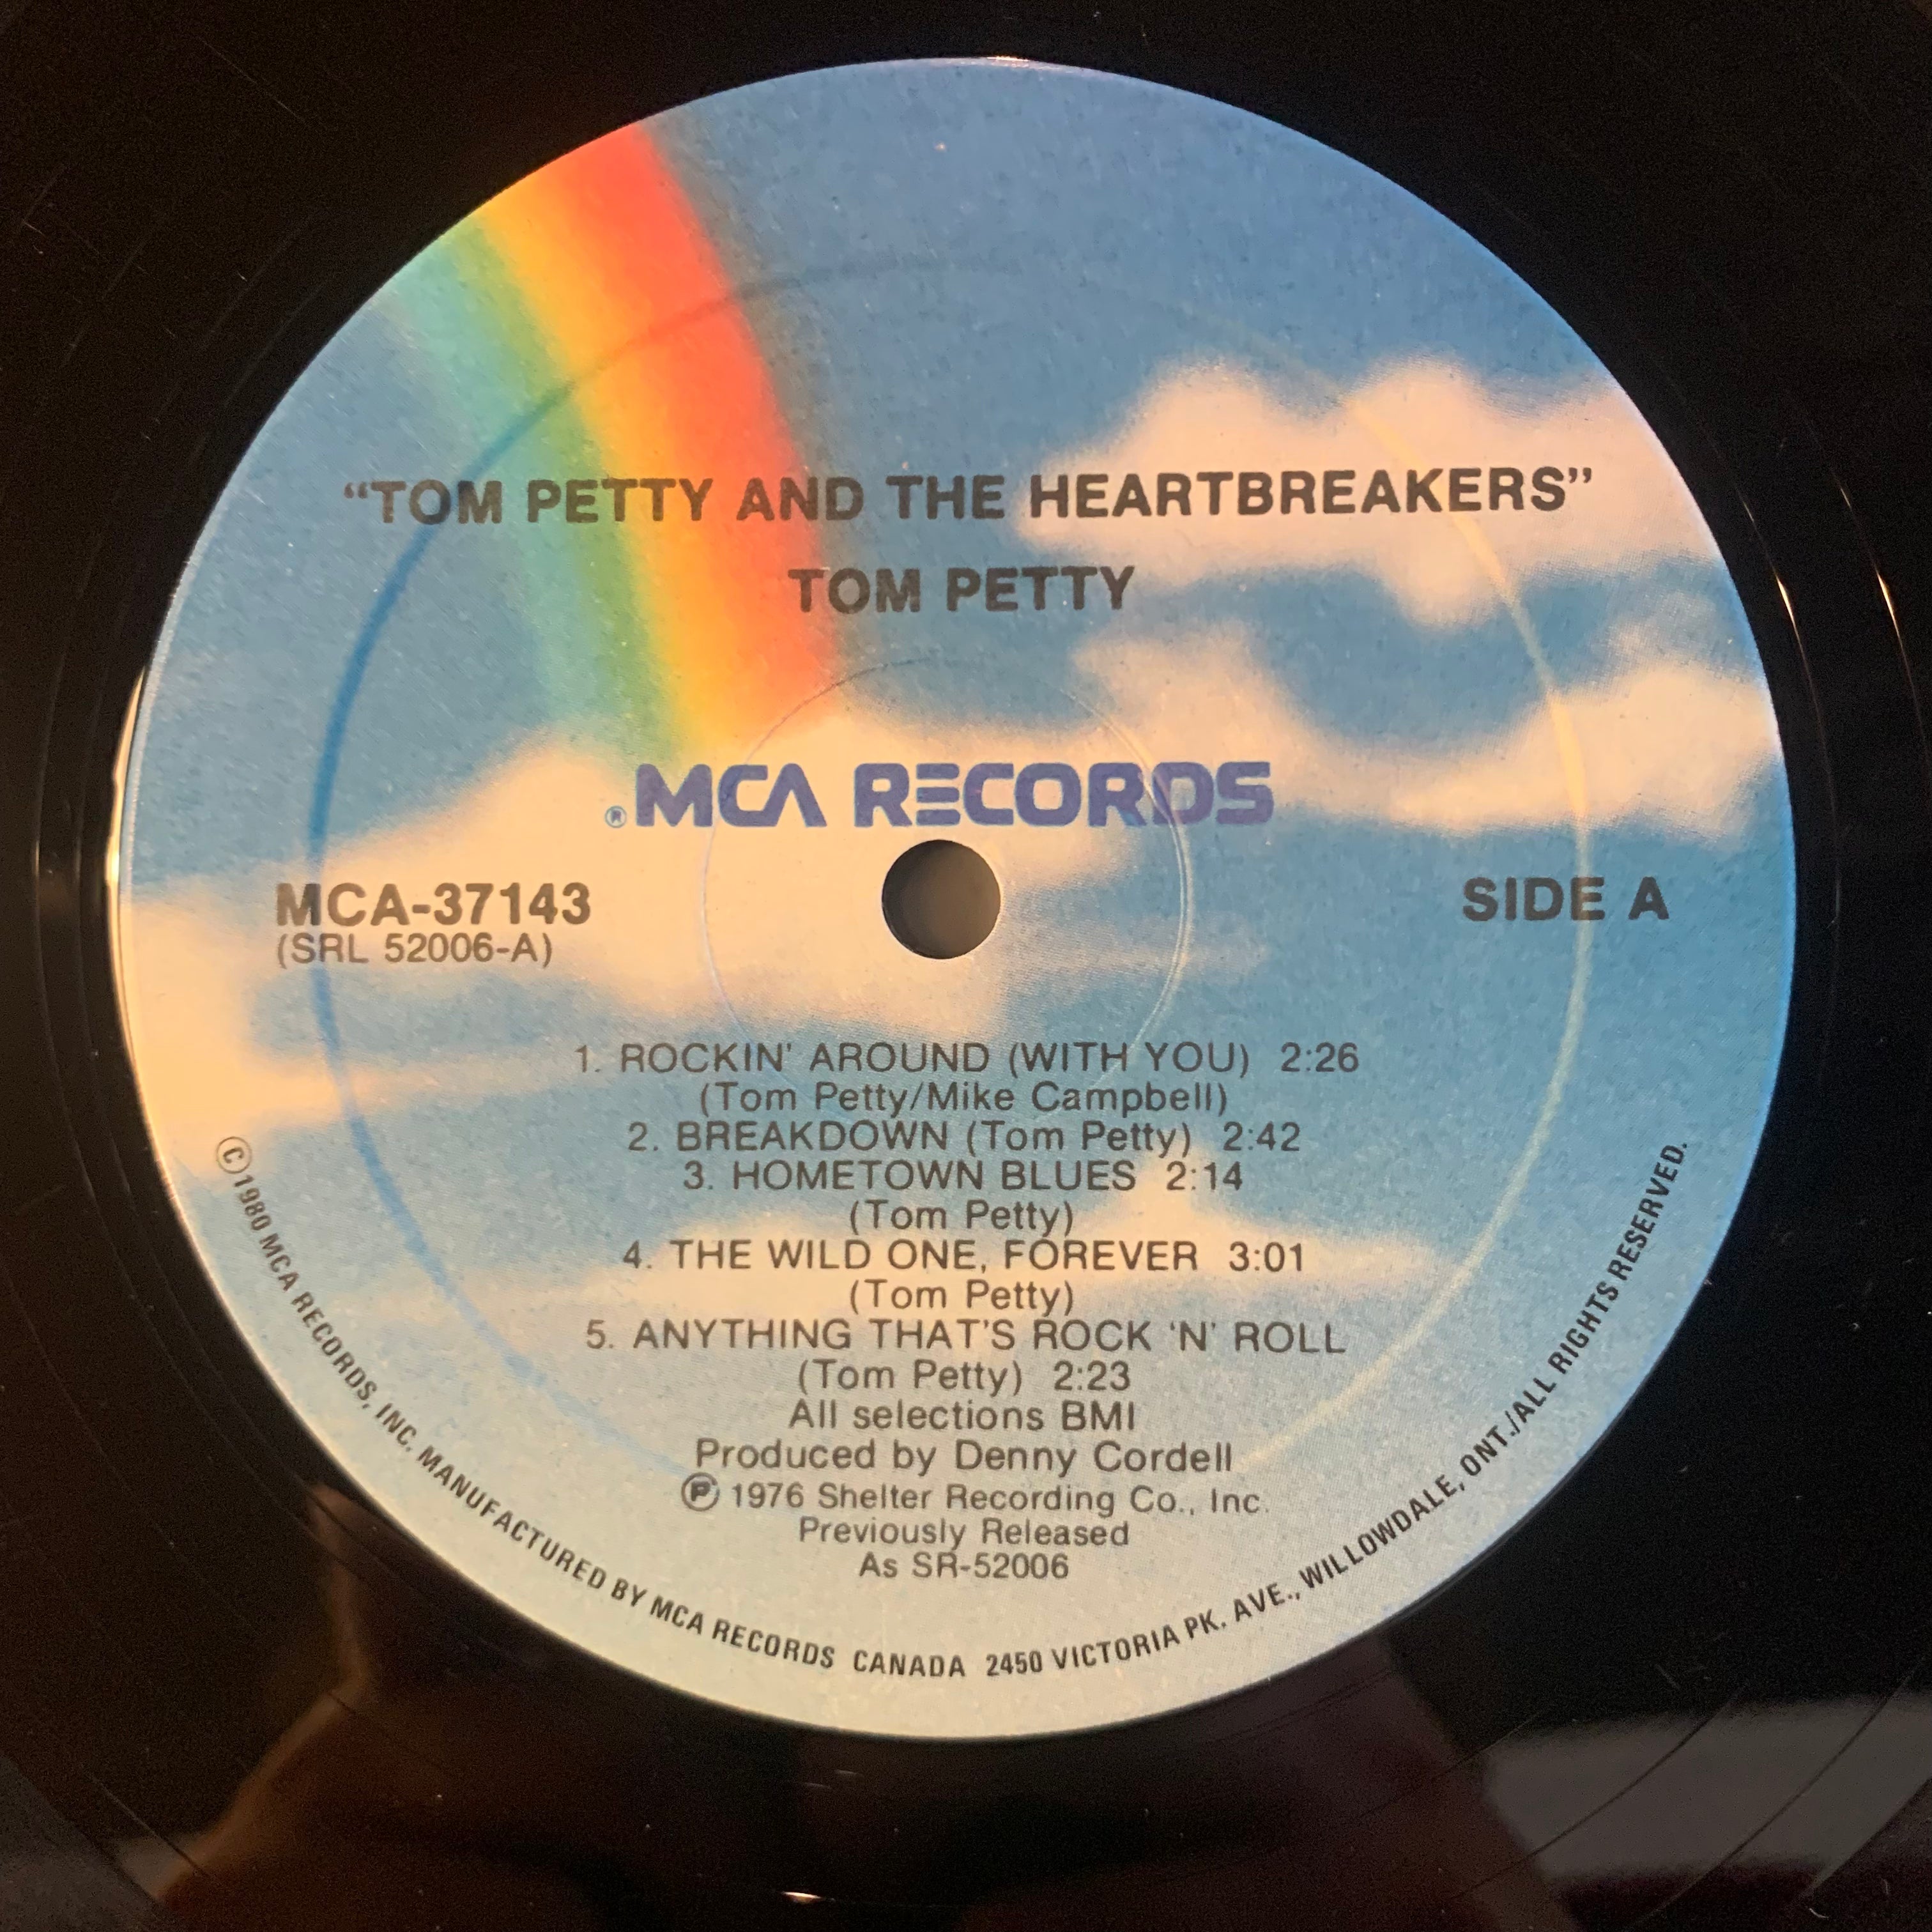 “TOM PETTY AND THE HEARTBREAKERS”
TOM PETTY
®MCA RECORDS
MCA-37143
(SRL 52006-A)
SIDE A
1. ROCKIN' AROUND (WITH YOU) 2:26
(Tom Petty/Mike Campbell)
2. BREAKDOWN (Tom Petty) 2:42
3. HOMETOWN BLUES 2:14
(Tom Petty)
4. THE WILD ONE, FOREVER 3:01
(Tom Petty)
5. ANYTHING THAT'S ROCK 'N' ROLL
(Tom Petty) 2:23
All selections BMI
Produced by Denny Cordell
Ⓟ 1976 Shelter Recording Co., Inc.
Previously Released
As SR-52006
©1980 MCA RECORDS, INC. MANUFACTURED BY MCA RECORDS CANADA 2450 VICTORIA PK. AVE., WILLOWDALE, ONT./ALL RIGHTS RESERVED.